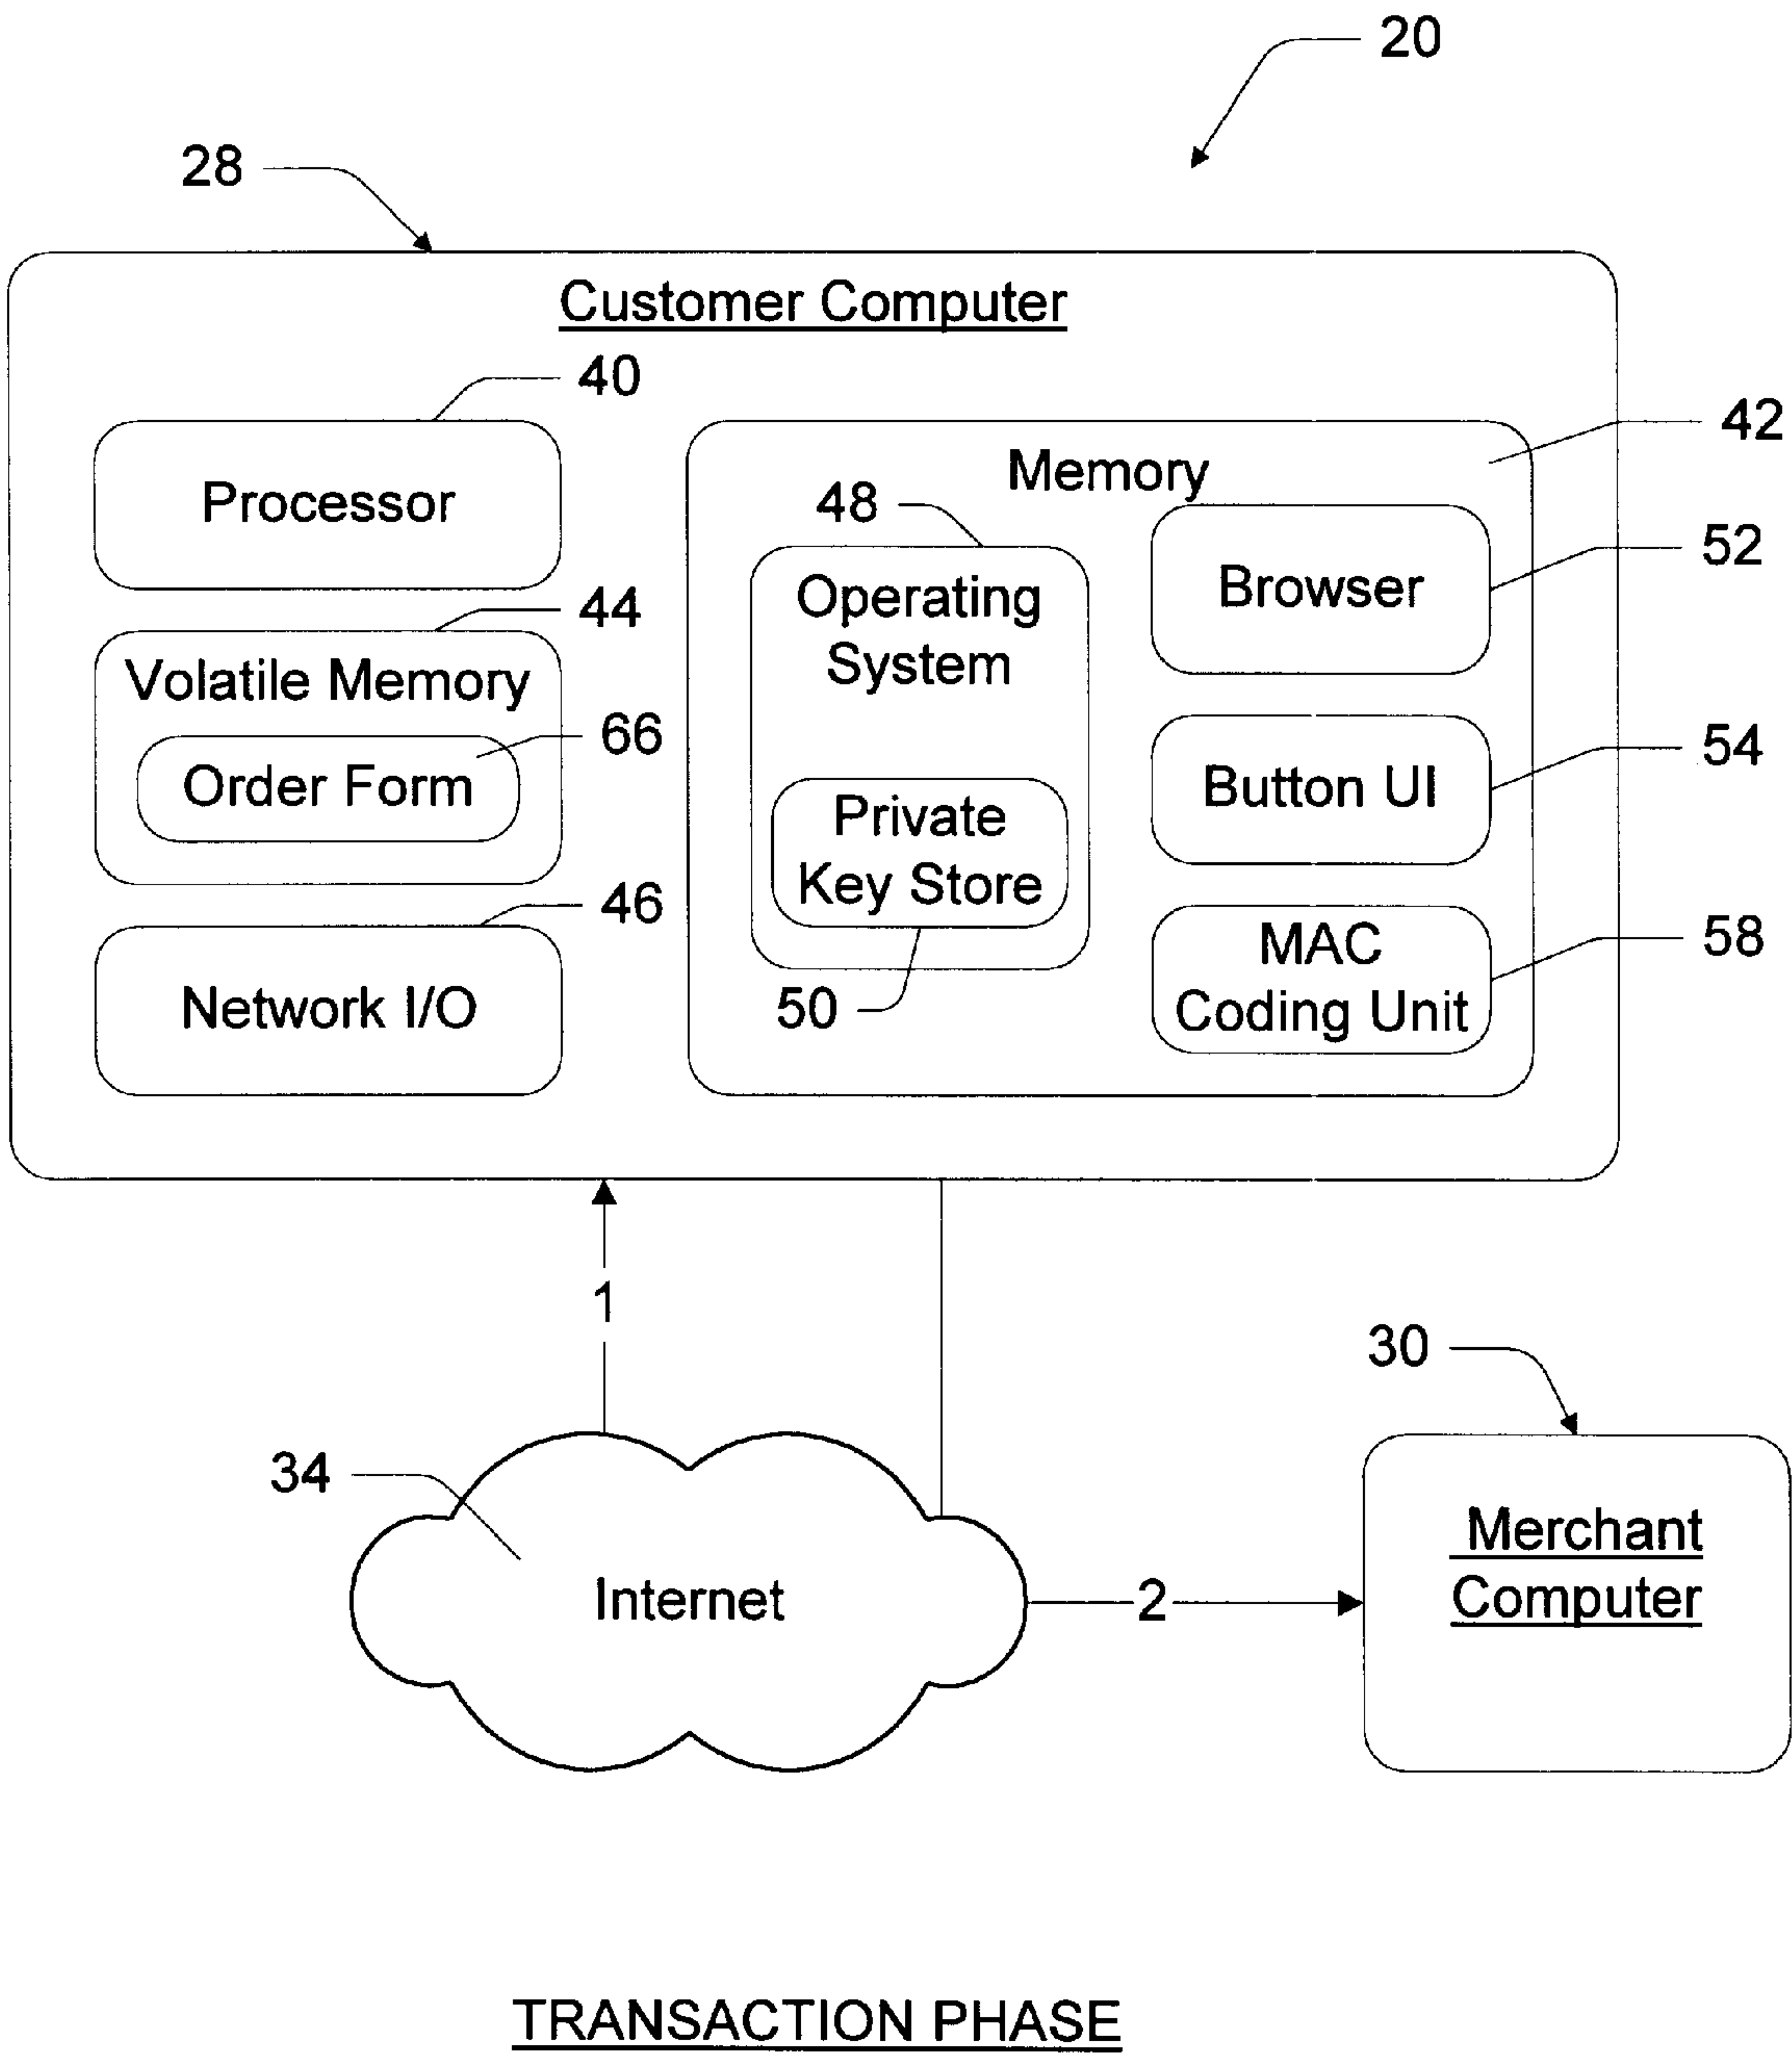 20
28
Customer Computer
40
42
Processor
Memory
48
52
Browser
44
Operating
System
Volatile Memory
66
54
Order Form
Button UI
Private
Key Store
46
58
MAC
Coding Unit
Network I/O
50
1
30
34
Merchant
Computer
Internet
2
TRANSACTION PHASE